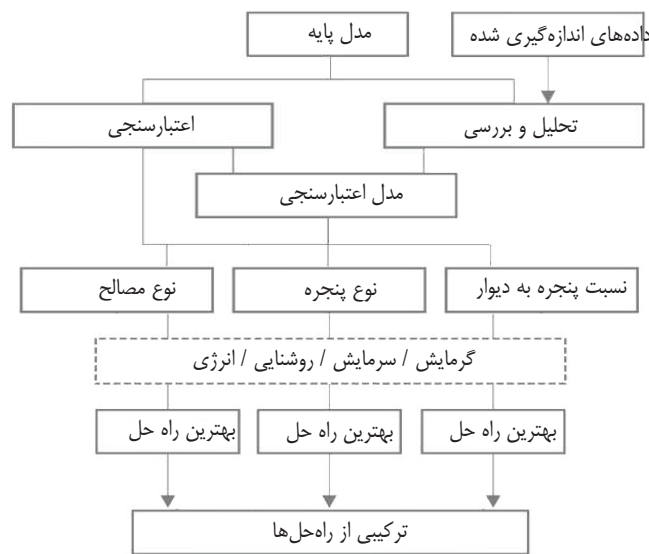 داده‌های اندازه‌گیری شده
مدل پایه
تحلیل و بررسی
اعتبارسنجی
مدل اعتبارسنجی
نسبت پنجره به دیوار
نوع پنجره
نوع مصالح
گرمایش / سرمایش / روشنایی / انرژی
بهترین راه حل
بهترین راه حل
بهترین راه حل
ترکیبی از راه‌حل‌ها